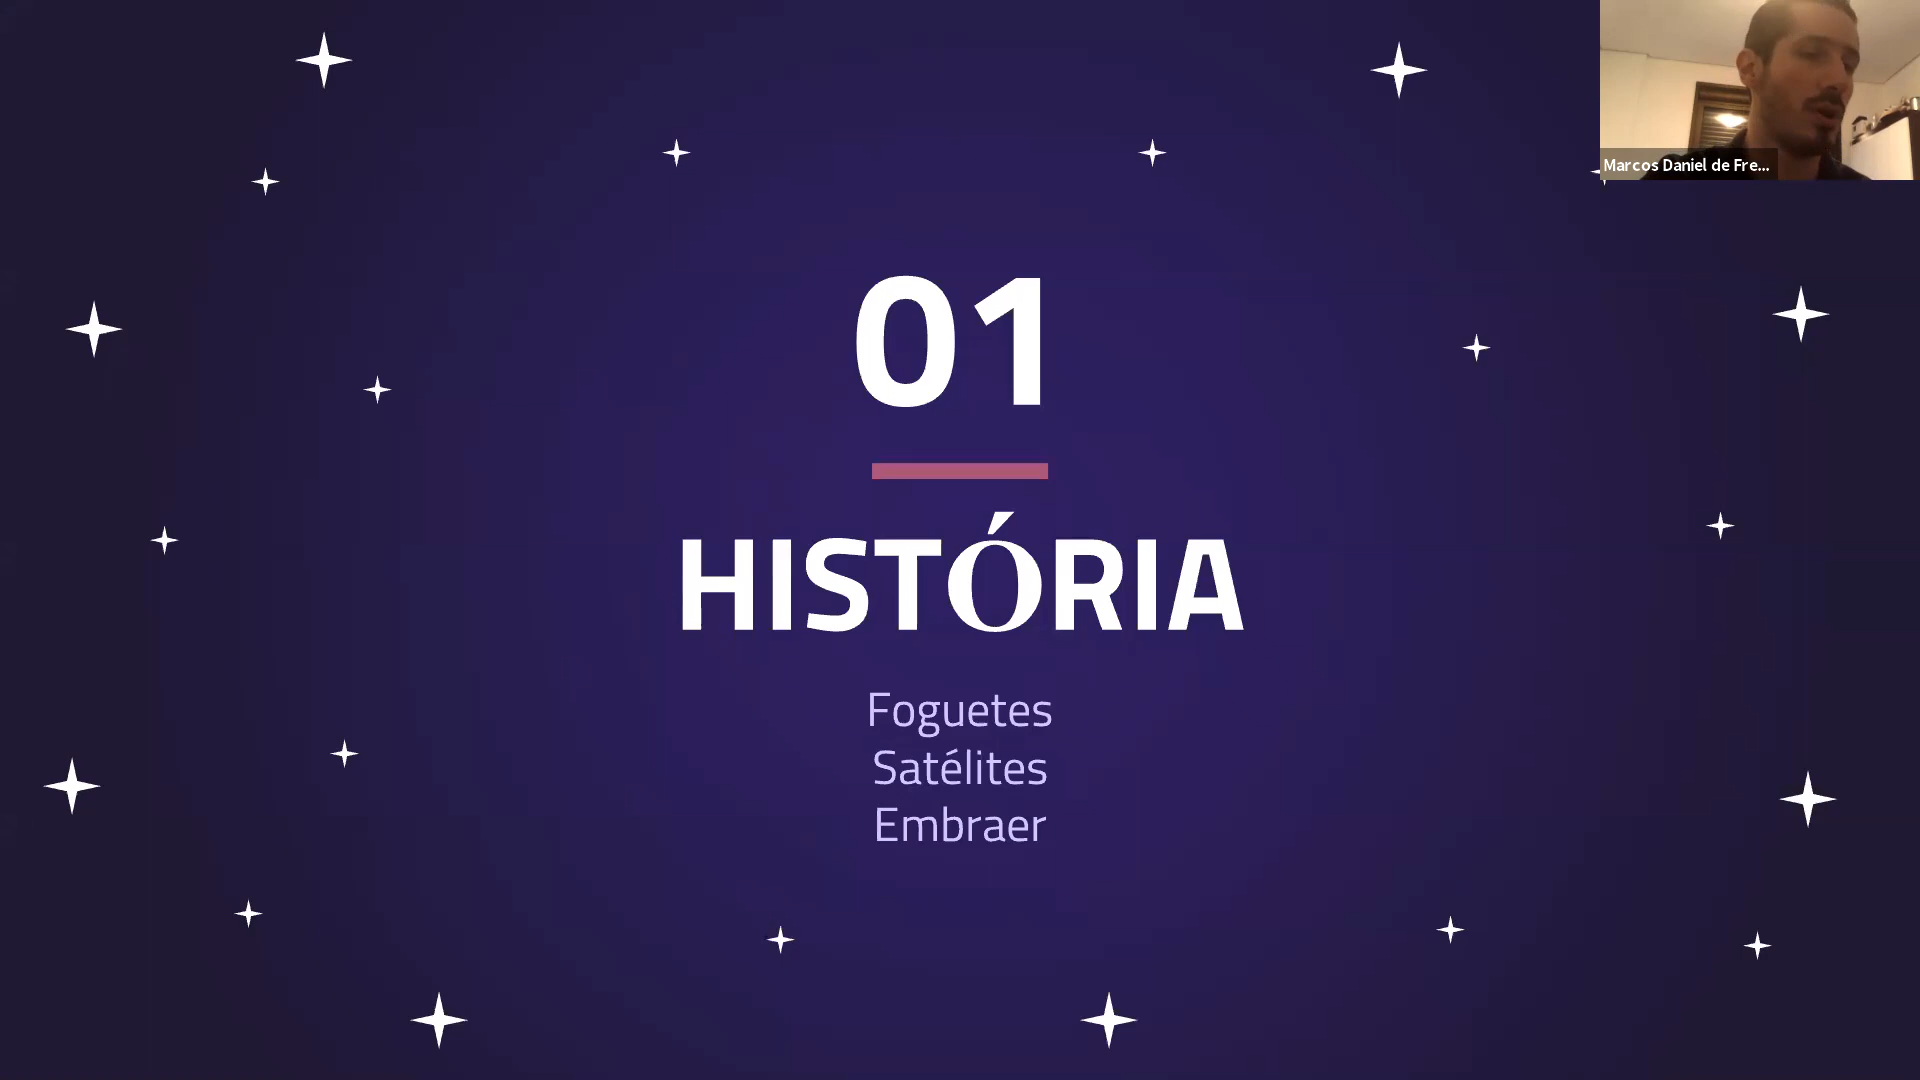 Marcos Daniel de Fre...
01
HISTÓRIA
Foguetes
Satélites
Embraer